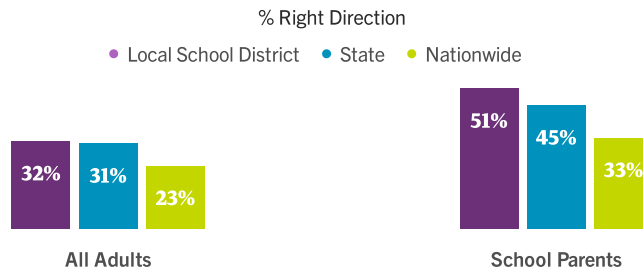 % Right Direction
Local School District State Nationwide
51%
45%
33%
32%
31%
23%
All Adults School Parents